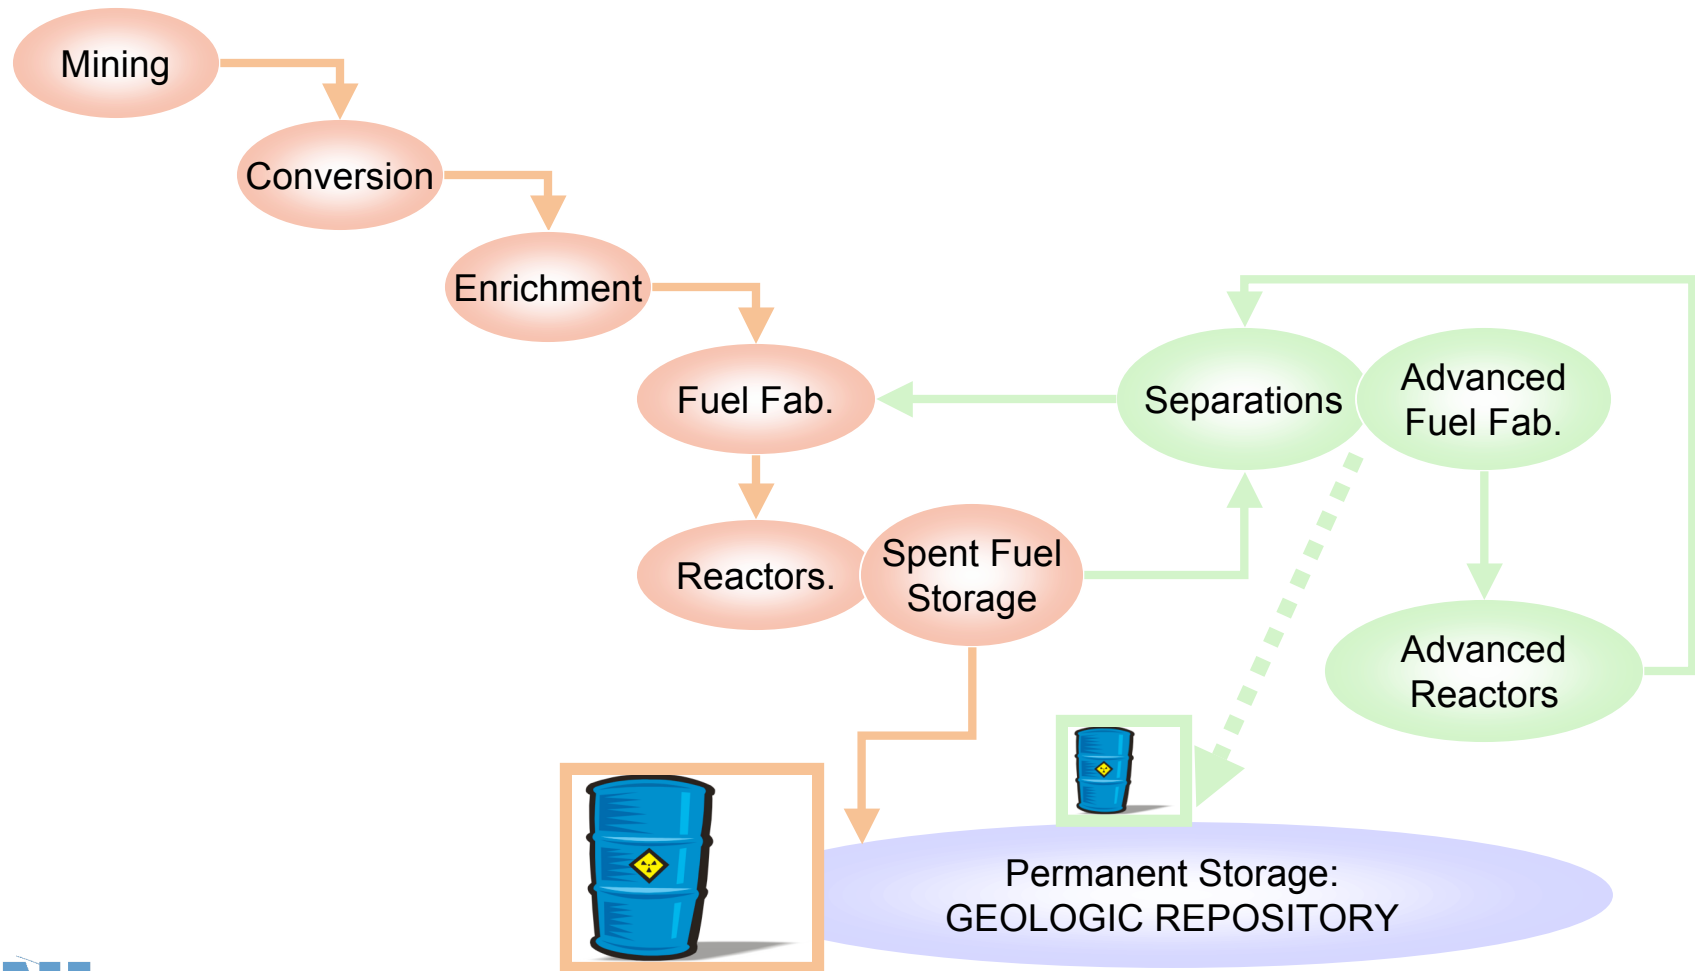 Mining
Conversion
Enrichment
Fuel Fab.
Separations
Advanced
Fuel Fab.
Reactors.
Spent Fuel
Storage
Advanced
Reactors
Permanent Storage:
GEOLOGIC REPOSITORY